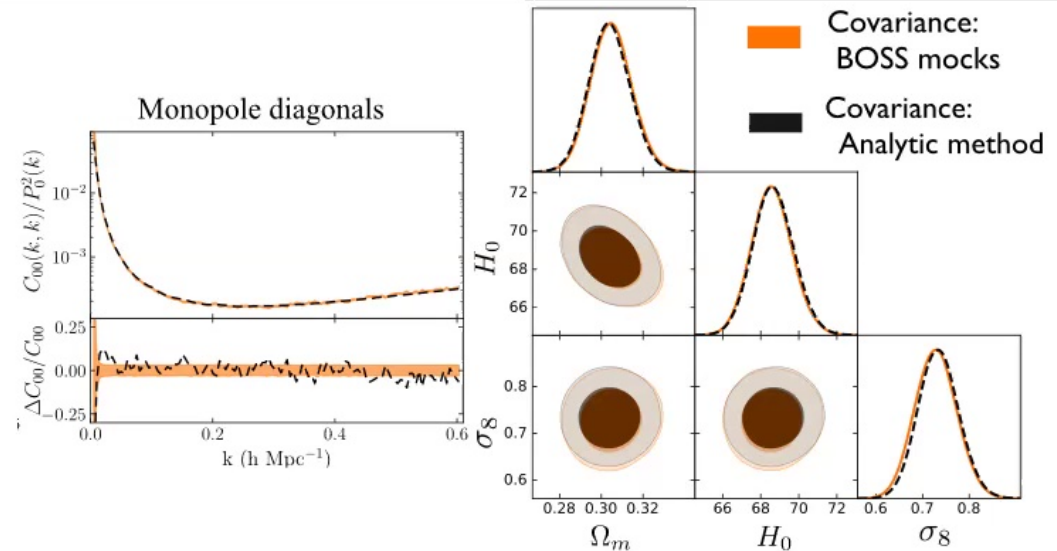 Monopole diagonals
C₀₀(k, k)/P₀²(k)
10⁻²
10⁻³
ΔC₀₀/C₀₀
0.25
0.00
−0.25
0.0 0.2 0.4 0.6
k (h Mpc⁻¹)
Covariance:
BOSS mocks
Covariance:
Analytic method
H₀
72
70
68
66
σ₈
0.8
0.7
0.6
0.28 0.30 0.32
Ωₘ
66 68 70 72
H₀
0.6 0.7 0.8
σ₈